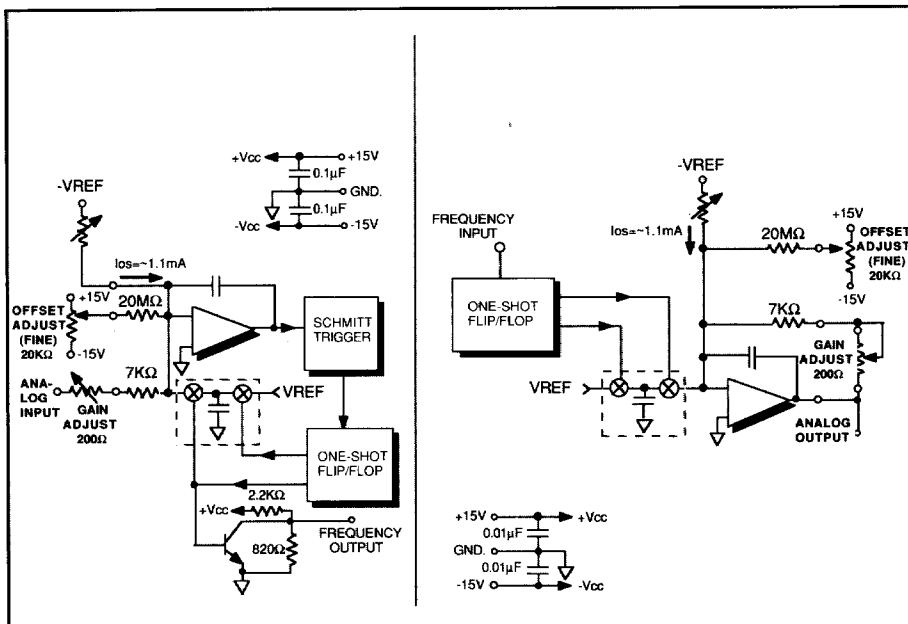 +Vcc
+15V
0.1µF
GND.
0.1µF
-Vcc
-15V
-VREF
Ios=~1.1mA
+15V
20MΩ
OFFSET
ADJUST
(FINE)
20KΩ
-15V
SCHMITT
TRIGGER
7KΩ
ANA-
LOG
INPUT
GAIN
ADJUST
200Ω
VREF
ONE-SHOT
FLIP/FLOP
2.2KΩ
+Vcc
820Ω
FREQUENCY
OUTPUT
FREQUENCY
INPUT
-VREF
Ios=~1.1mA
+15V
20MΩ
OFFSET
ADJUST
(FINE)
20KΩ
-15V
ONE-SHOT
FLIP/FLOP
7KΩ
GAIN
ADJUST
200Ω
VREF
ANALOG
OUTPUT
+15V
+Vcc
0.01µF
GND.
0.01µF
-15V
-Vcc